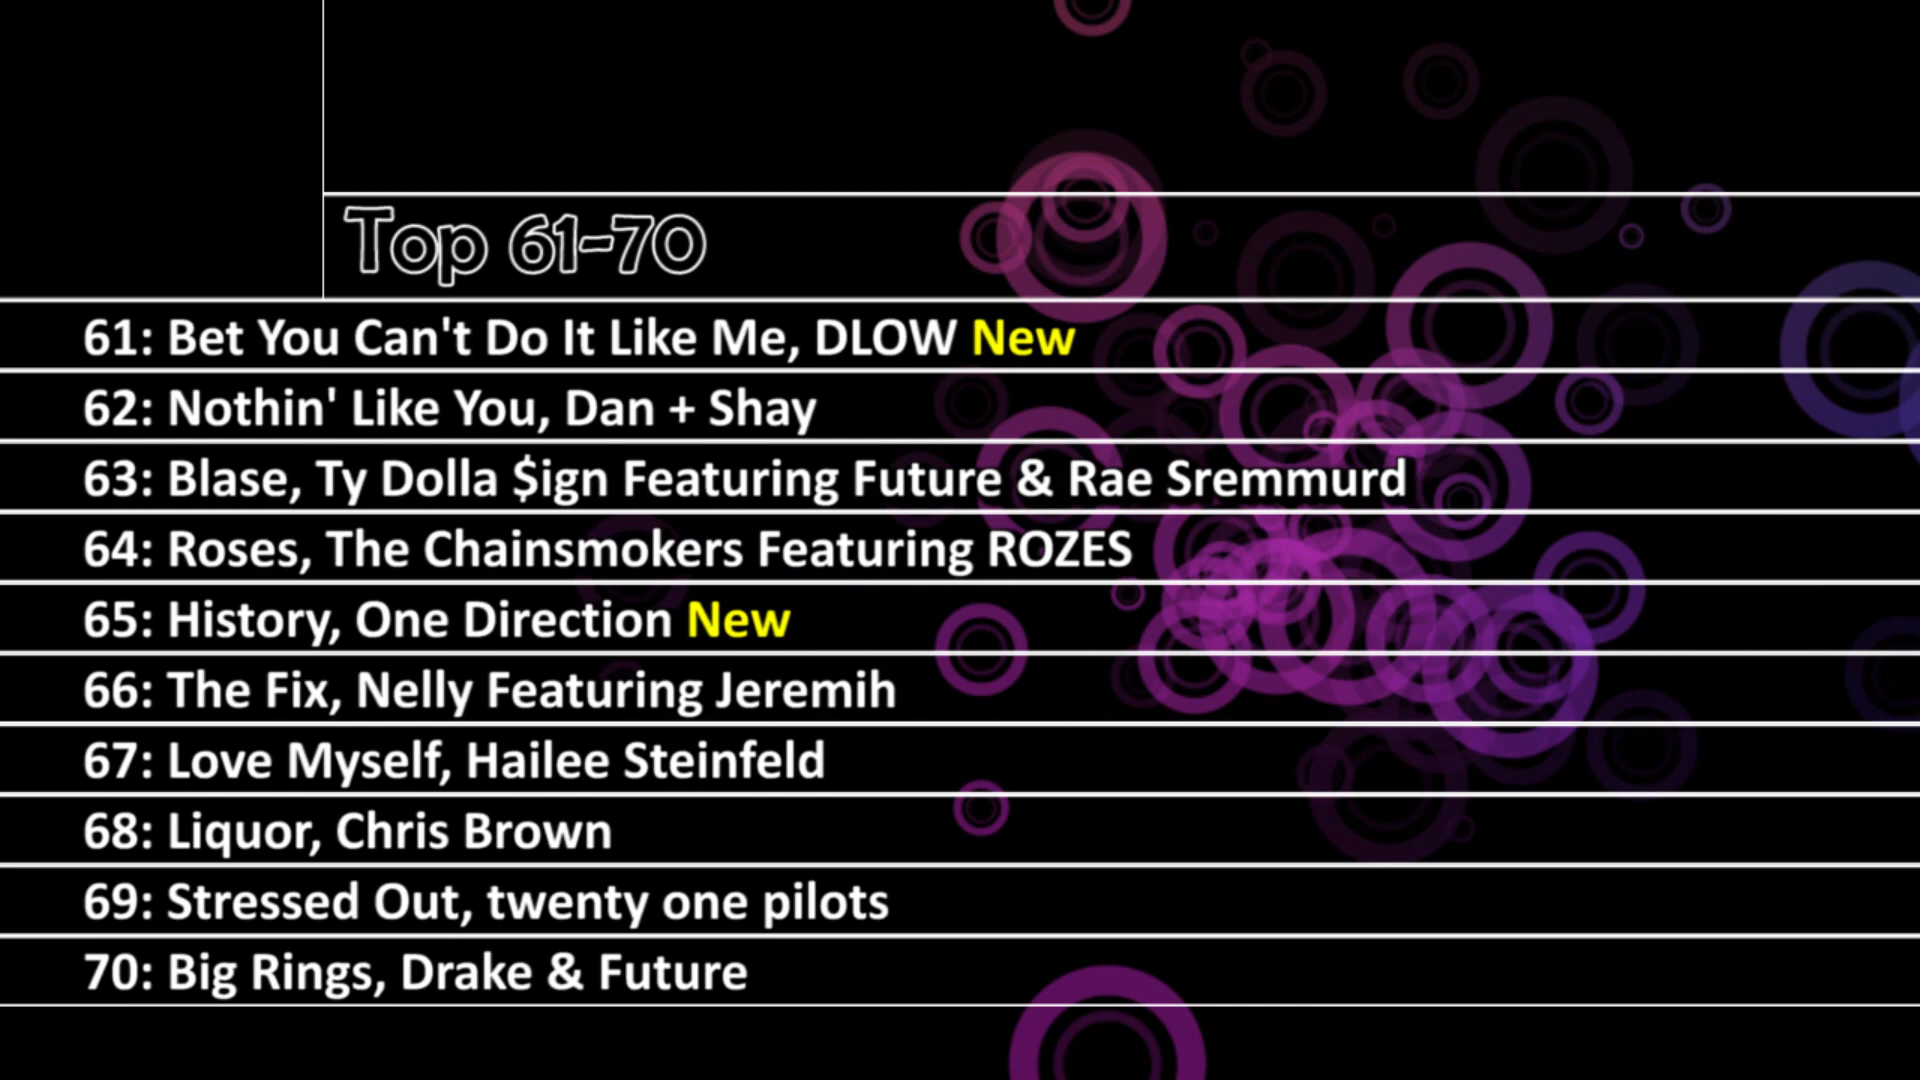 Top 61-70
61: Bet You Can't Do It Like Me, DLOW New
62: Nothin' Like You, Dan + Shay
63: Blase, Ty Dolla $ign Featuring Future & Rae Sremmurd
64: Roses, The Chainsmokers Featuring ROZES
65: History, One Direction New
66: The Fix, Nelly Featuring Jeremih
67: Love Myself, Hailee Steinfeld
68: Liquor, Chris Brown
69: Stressed Out, twenty one pilots
70: Big Rings, Drake & Future